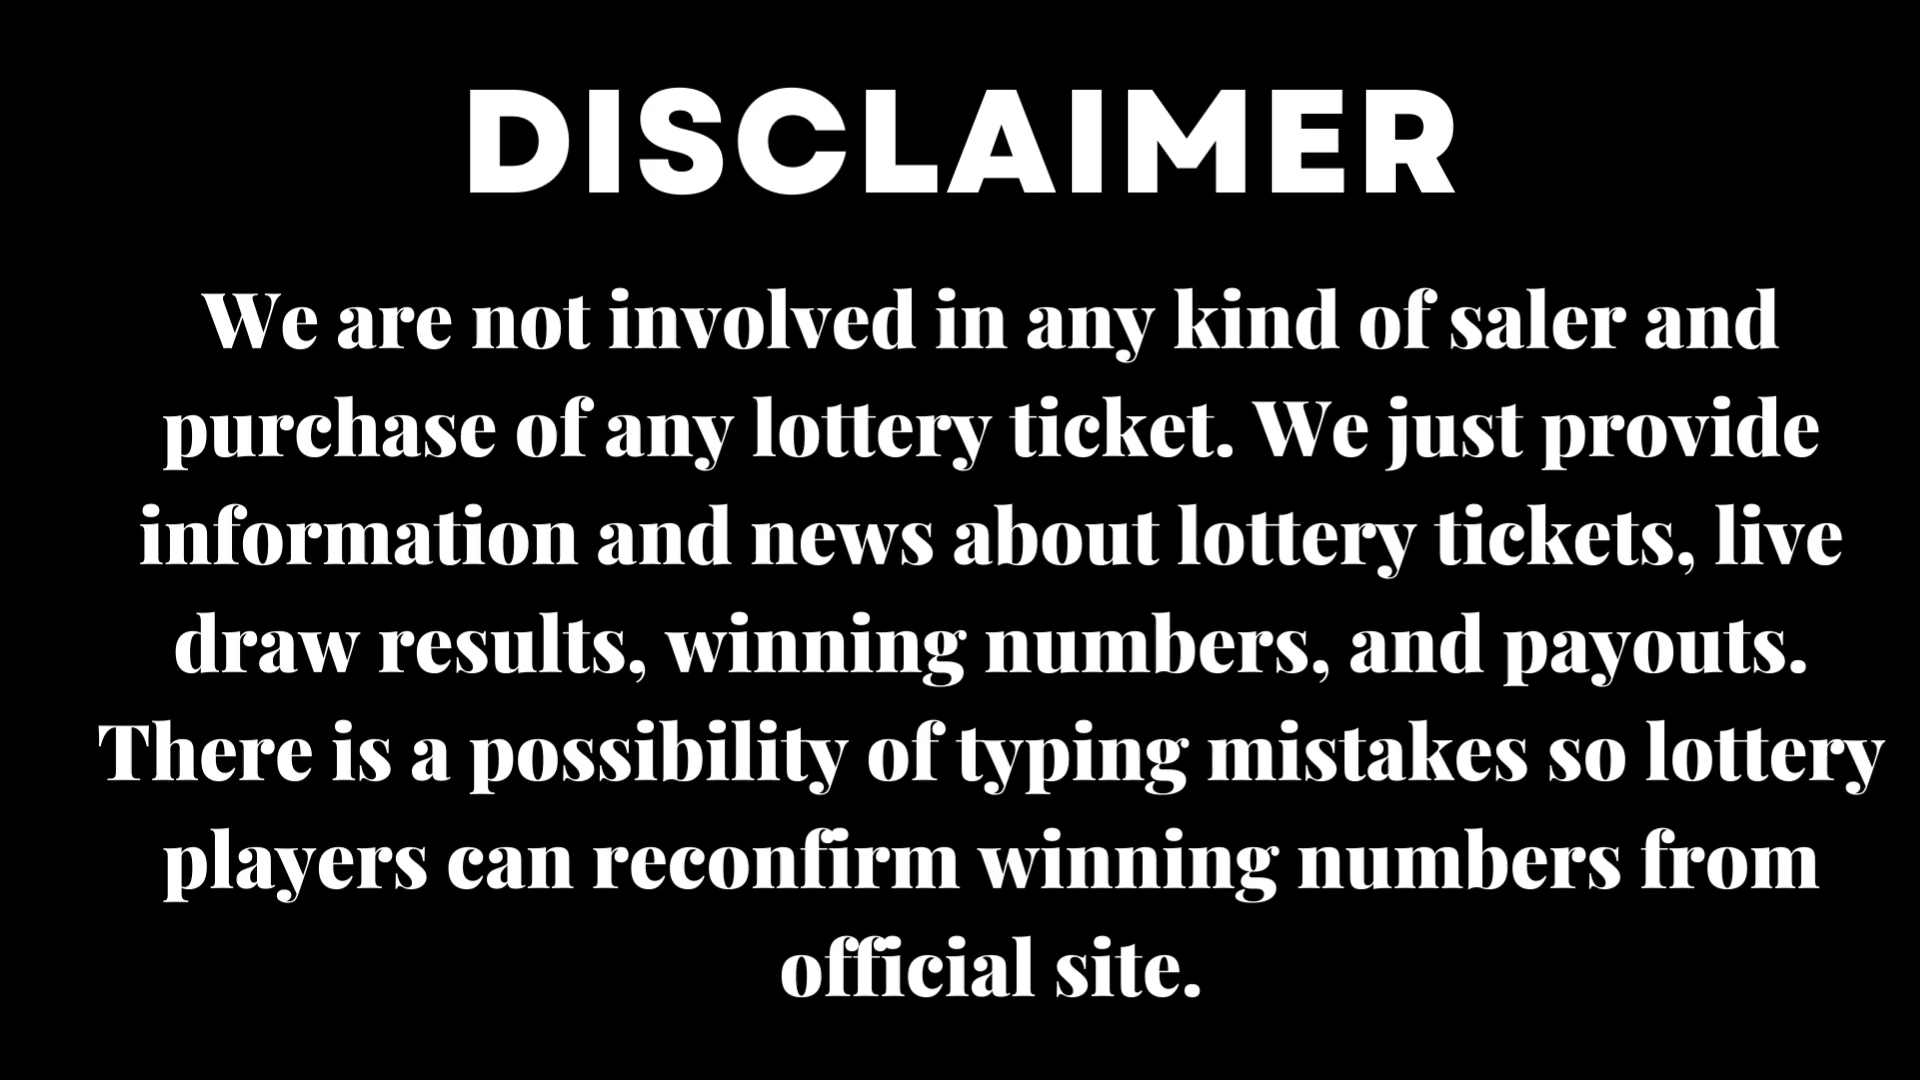 DISCLAIMER
We are not involved in any kind of saler and
purchase of any lottery ticket. We just provide
information and news about lottery tickets, live
draw results, winning numbers, and payouts.
There is a possibility of typing mistakes so lottery
players can reconfirm winning numbers from
official site.